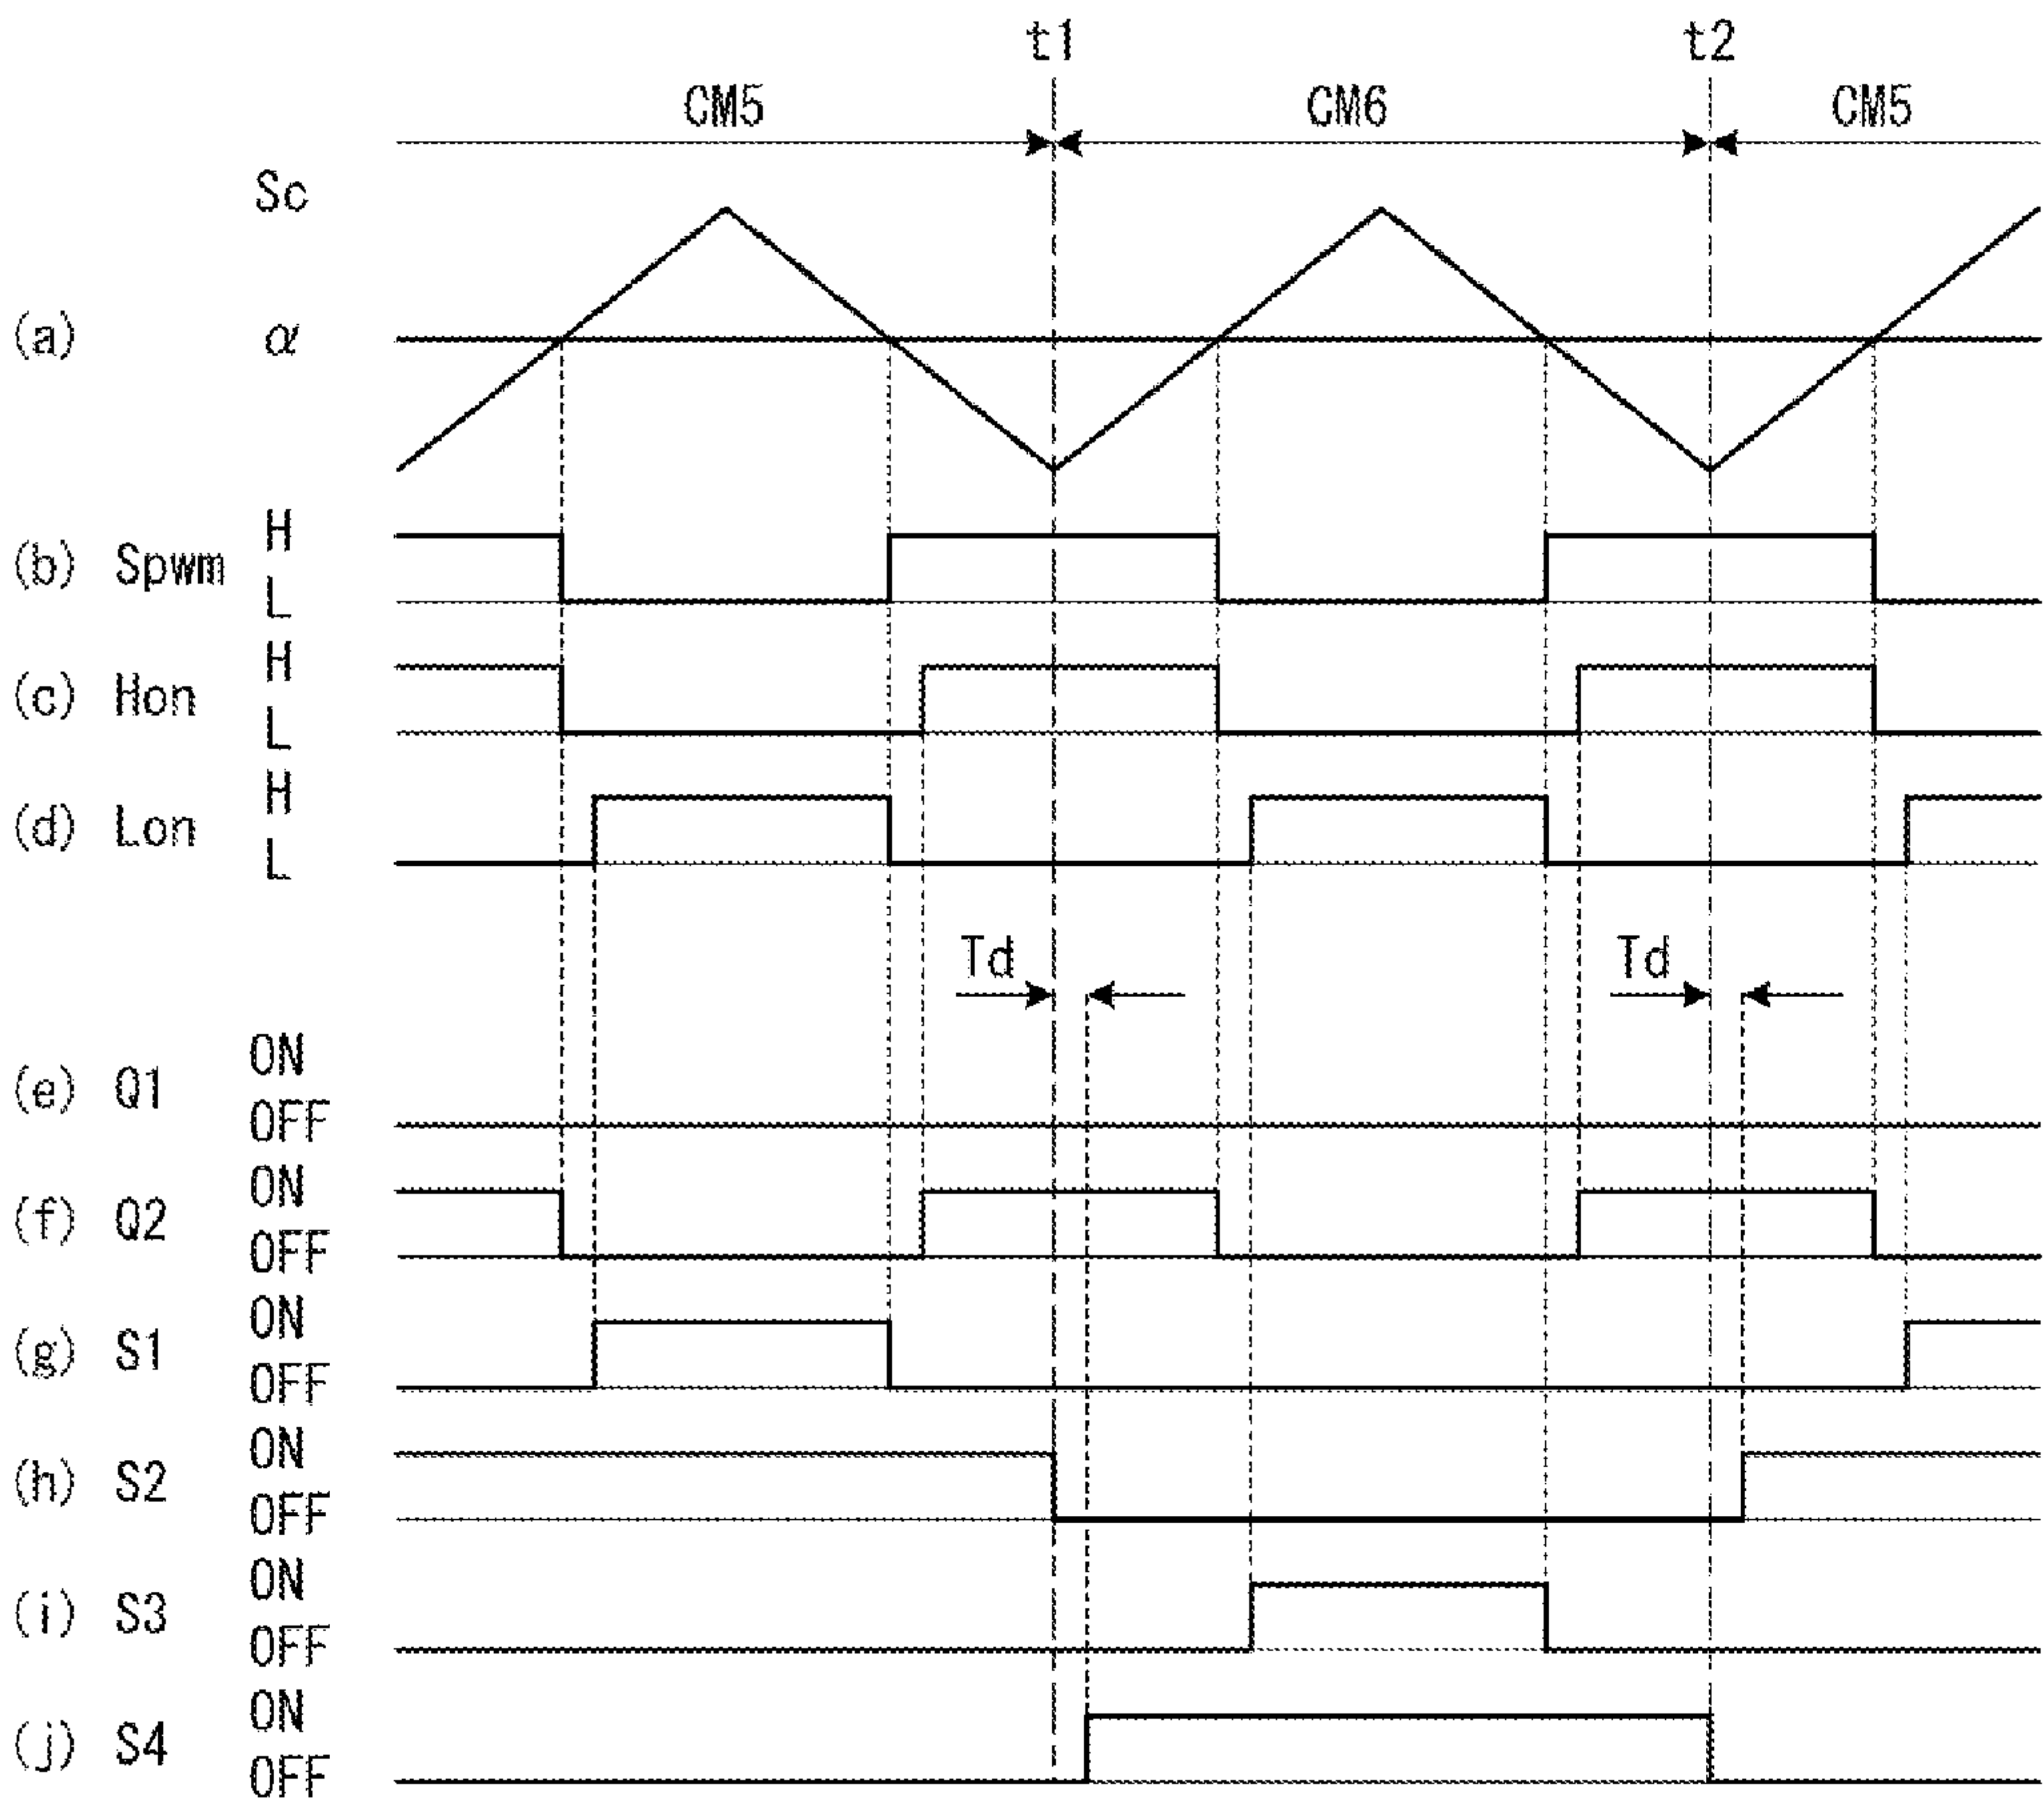 t1 t2
CM5 CM6 CM5
Sc
(a) α
(b) Spwm H
L
(c) Hon H
L
(d) Lon H
L
Td Td
(e) Q1 ON
OFF
(f) Q2 ON
OFF
(g) S1 ON
OFF
(h) S2 ON
OFF
(i) S3 ON
OFF
(j) S4 ON
OFF